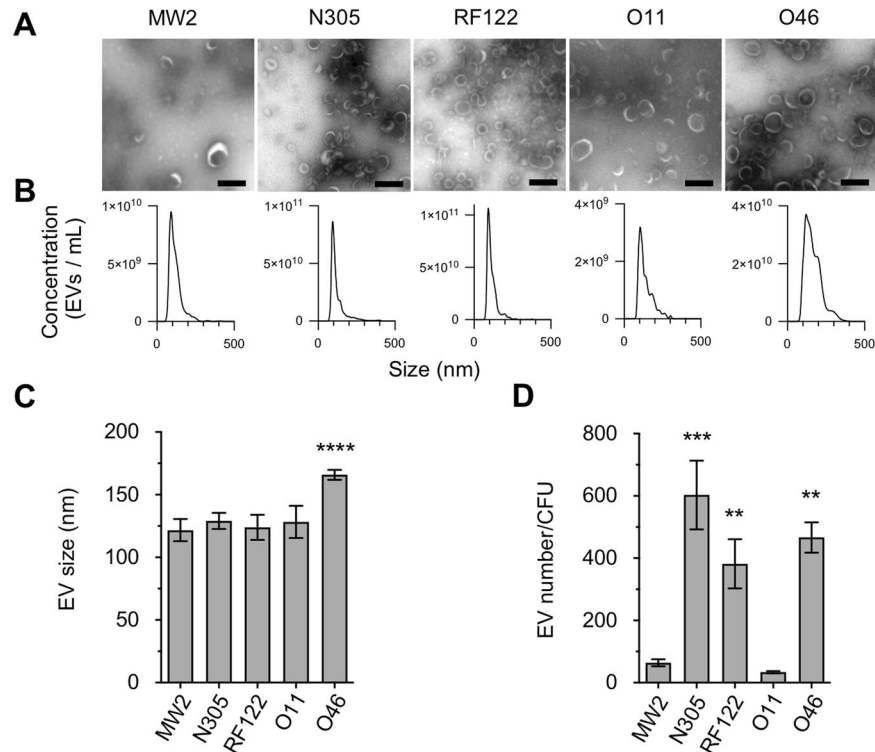 A
MW2 N305 RF122 O11 O46
B
Concentration
(EVs / mL)
1×10¹⁰ 1×10¹¹ 1×10¹¹ 4×10⁹ 4×10¹⁰
5×10⁹ 5×10¹⁰ 5×10¹⁰ 2×10⁹ 2×10¹⁰
0 0 0 0 0
0 500 0 500 0 500 0 500 0 500
Size (nm)
C
EV size (nm)
200
150
100
50
0
****
MW2 N305 RF122 O11 O46
D
EV number/CFU
800
600
400
200
0
*** ** **
MW2 N305 RF122 O11 O46